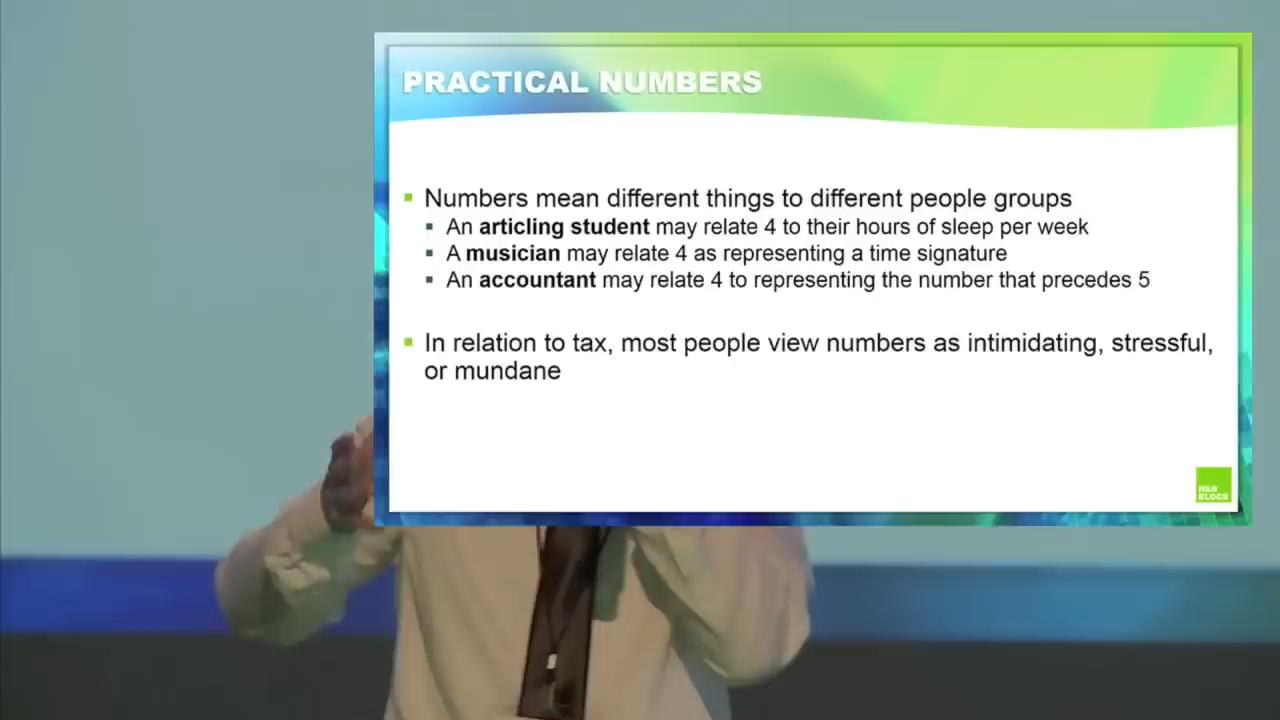 PRACTICAL NUMBERS
Numbers mean different things to different people groups
An articling student may relate 4 to their hours of sleep per week
A musician may relate 4 as representing a time signature
An accountant may relate 4 to representing the number that precedes 5
In relation to tax, most people view numbers as intimidating, stressful,
or mundane
H&R
BLOCK